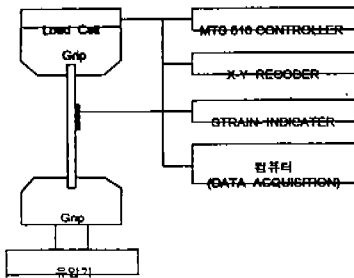 Load Cell
Grip
MTS 810 CONTROLLER
X-Y RECODER
STRAIN-INDICATER
컴퓨터
(DATA ACQUISITION)
Grip
유압기